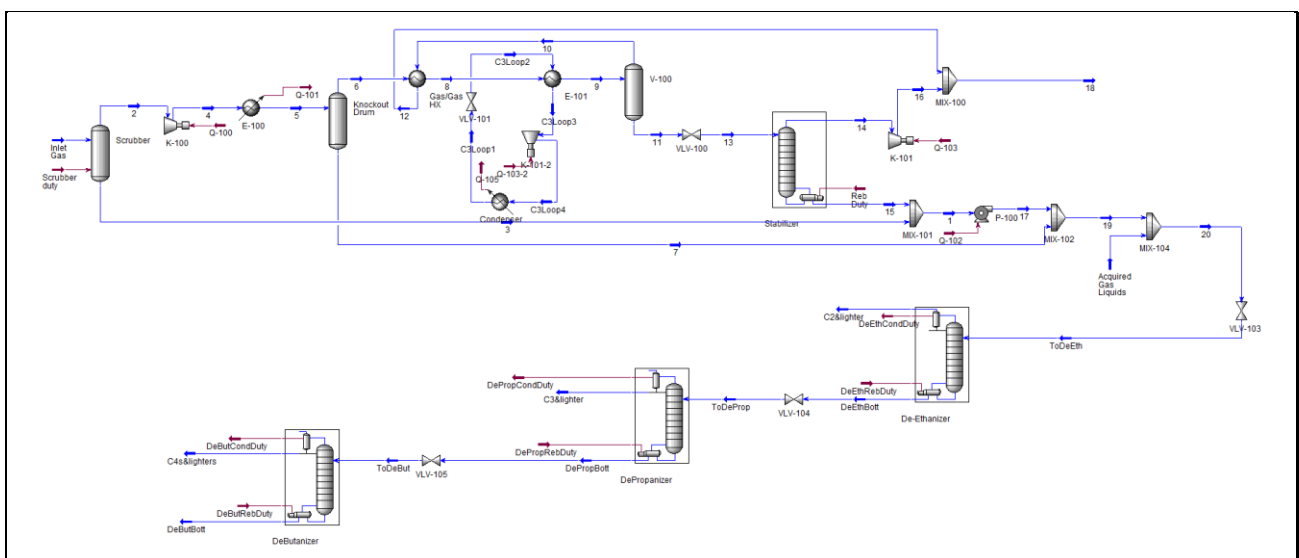 10
2
4
Q-101
6
8
C3Loop2
9
V-100
16
MIX-100
18
Scrubber
K-100
Q-100
E-100
5
Knockout
Drum
12
Gas/Gas
HX
VLV-101
E-101
C3Loop3
11
VLV-100
13
14
K-101
Q-103
Inlet
Gas
Scrubber
duty
C3Loop1
Q-105
Q-103-2
K-101-2
C3Loop4
Condenser
3
Reb
Duty
Stabilizer
15
MIX-101
1
Q-102
P-100
17
MIX-102
19
MIX-104
20
7
Acquired
Gas
Liquids
VLV-103
C2&lighter
DeEthCondDuty
ToDeEth
DeEthRebDuty
DeEthBott
De-Ethanizer
DePropCondDuty
C3&lighter
ToDeProp
VLV-104
DePropRebDuty
DePropBott
DePropanizer
DeButCondDuty
C4s&lighters
ToDeBut
VLV-105
DeButRebDuty
DeButBott
DeButanizer